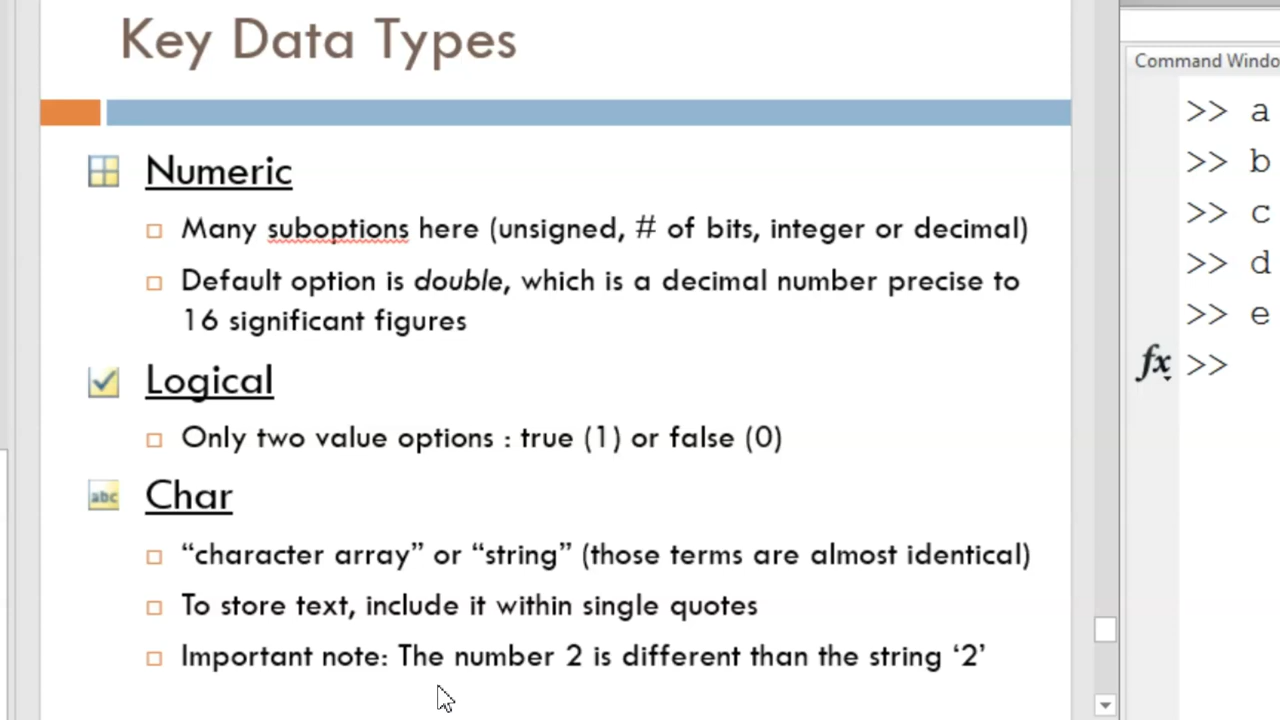 Key Data Types
Numeric
Many suboptions here (unsigned, # of bits, integer or decimal)
Default option is double, which is a decimal number precise to
16 significant figures
Logical
Only two value options : true (1) or false (0)
abc Char
“character array” or “string” (those terms are almost identical)
To store text, include it within single quotes
Important note: The number 2 is different than the string ‘2’
Command Windo
>> a
>> b
>> c
>> d
>> e
fx >>